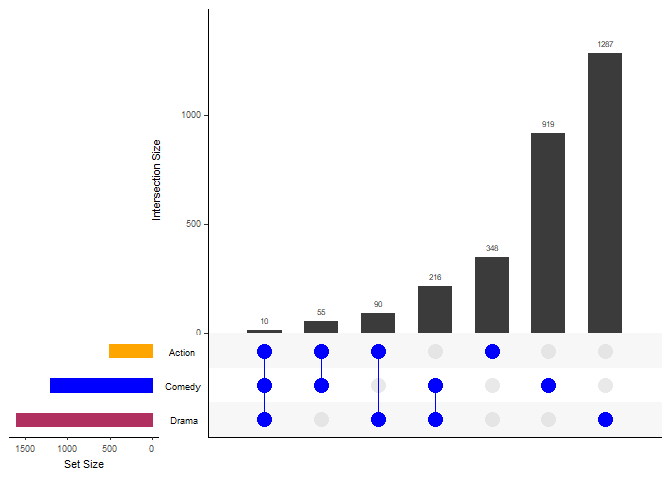 1287
1000
919
Intersection Size
500
348
216
90
55
10
0
Action
Comedy
Drama
1500 1000 500 0
Set Size